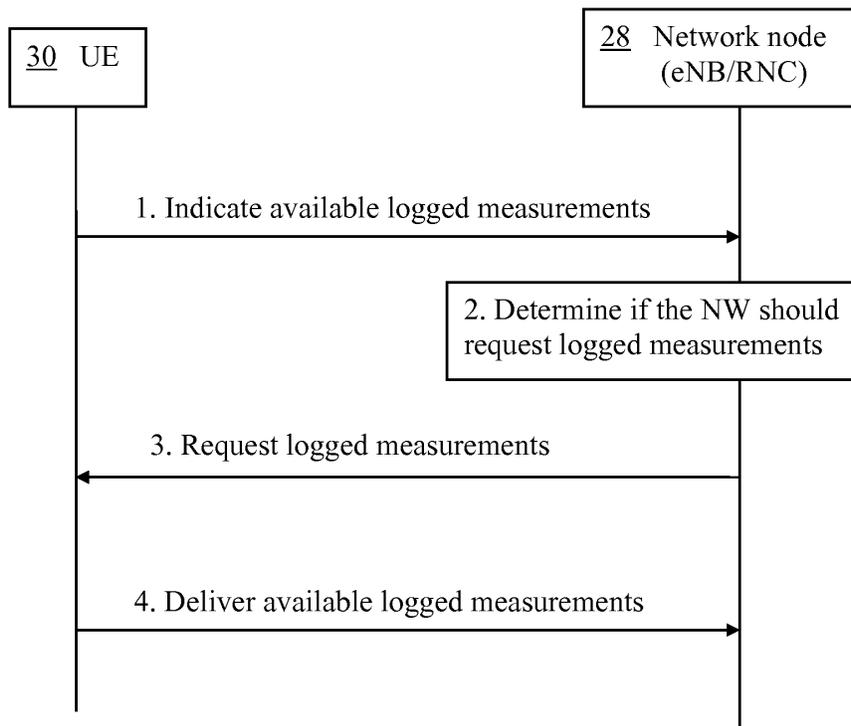 30 UE
28 Network node
(eNB/RNC)
1. Indicate available logged measurements
2. Determine if the NW should
request logged measurements
3. Request logged measurements
4. Deliver available logged measurements